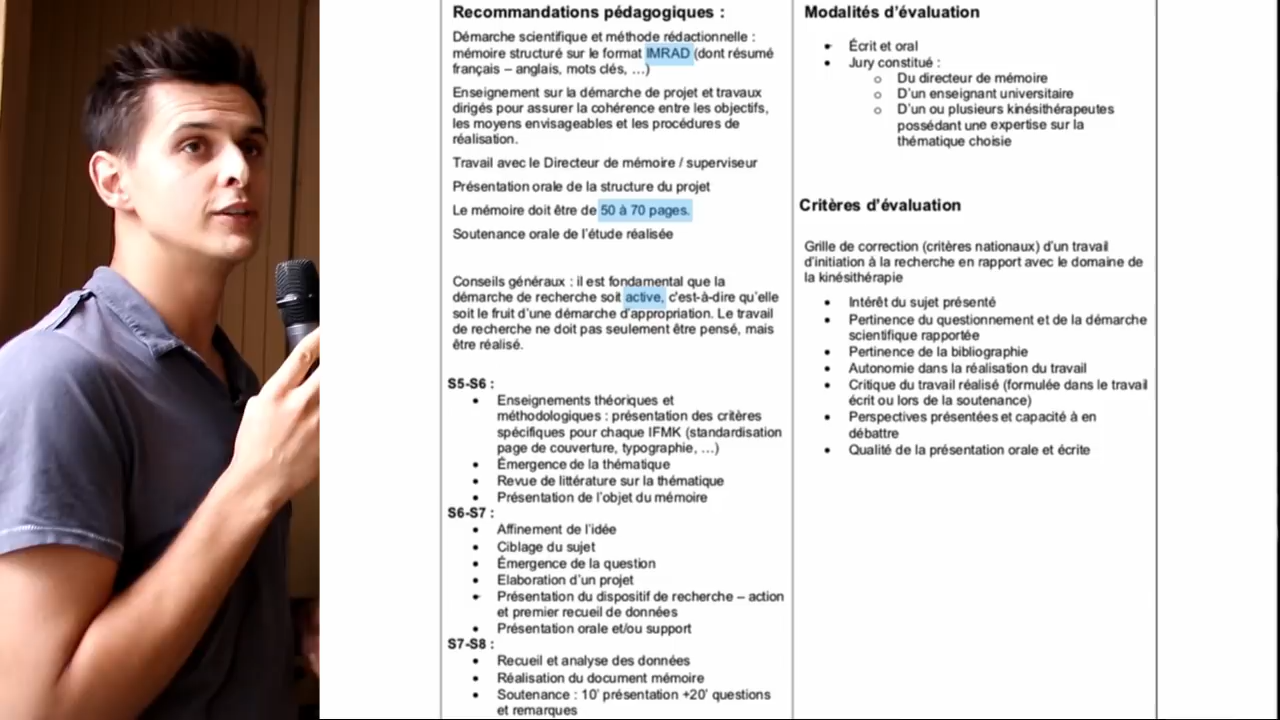 Recommandations pédagogiques :
Démarche scientifique et méthode rédactionnelle :
mémoire structuré sur le format IMRAD (dont résumé
français – anglais, mots clés, …)
Enseignement sur la démarche de projet et travaux
dirigés pour assurer la cohérence entre les objectifs,
les moyens envisageables et les procédures de
réalisation.
Travail avec le Directeur de mémoire / superviseur
Présentation orale de la structure du projet
Le mémoire doit être de 50 à 70 pages.
Soutenance orale de l'étude réalisée
Conseils généraux : il est fondamental que la
démarche de recherche soit active, c'est-à-dire qu'elle
soit le fruit d'une démarche d'appropriation. Le travail
de recherche ne doit pas seulement être pensé, mais
être réalisé.
S5-S6 :
• Enseignements théoriques et
méthodologiques : présentation des critères
spécifiques pour chaque IFMK (standardisation
page de couverture, typographie, …)
• Émergence de la thématique
• Revue de littérature sur la thématique
• Présentation de l'objet du mémoire
S6-S7 :
• Affinement de l'idée
• Ciblage du sujet
• Émergence de la question
• Elaboration d'un projet
• Présentation du dispositif de recherche – action
et premier recueil de données
• Présentation orale et/ou support
S7-S8 :
• Recueil et analyse des données
• Réalisation du document mémoire
• Soutenance : 10' présentation +20' questions
et remarques
Modalités d'évaluation
• Écrit et oral
• Jury constitué :
o Du directeur de mémoire
o D'un enseignant universitaire
o D'un ou plusieurs kinésithérapeutes
possédant une expertise sur la
thématique choisie
Critères d'évaluation
Grille de correction (critères nationaux) d'un travail
d'initiation à la recherche en rapport avec le domaine de
la kinésithérapie
• Intérêt du sujet présenté
• Pertinence du questionnement et de la démarche
scientifique rapportée
• Pertinence de la bibliographie
• Autonomie dans la réalisation du travail
• Critique du travail réalisé (formulée dans le travail
écrit ou lors de la soutenance)
• Perspectives présentées et capacité à en
débattre
• Qualité de la présentation orale et écrite